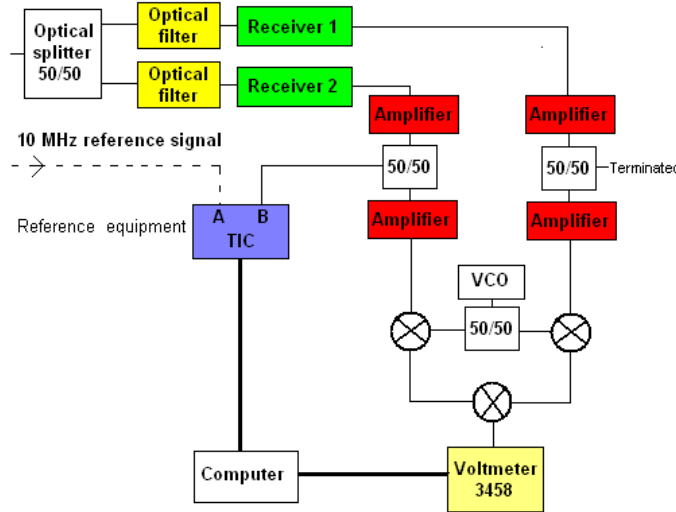 Optical
splitter
50/50
Optical
filter
Receiver 1
Optical
filter
Receiver 2
Amplifier
Amplifier
10 MHz reference signal
50/50
50/50
Terminated
Reference equipment
A B
TIC
Amplifier
Amplifier
VCO
50/50
Computer
Voltmeter
3458